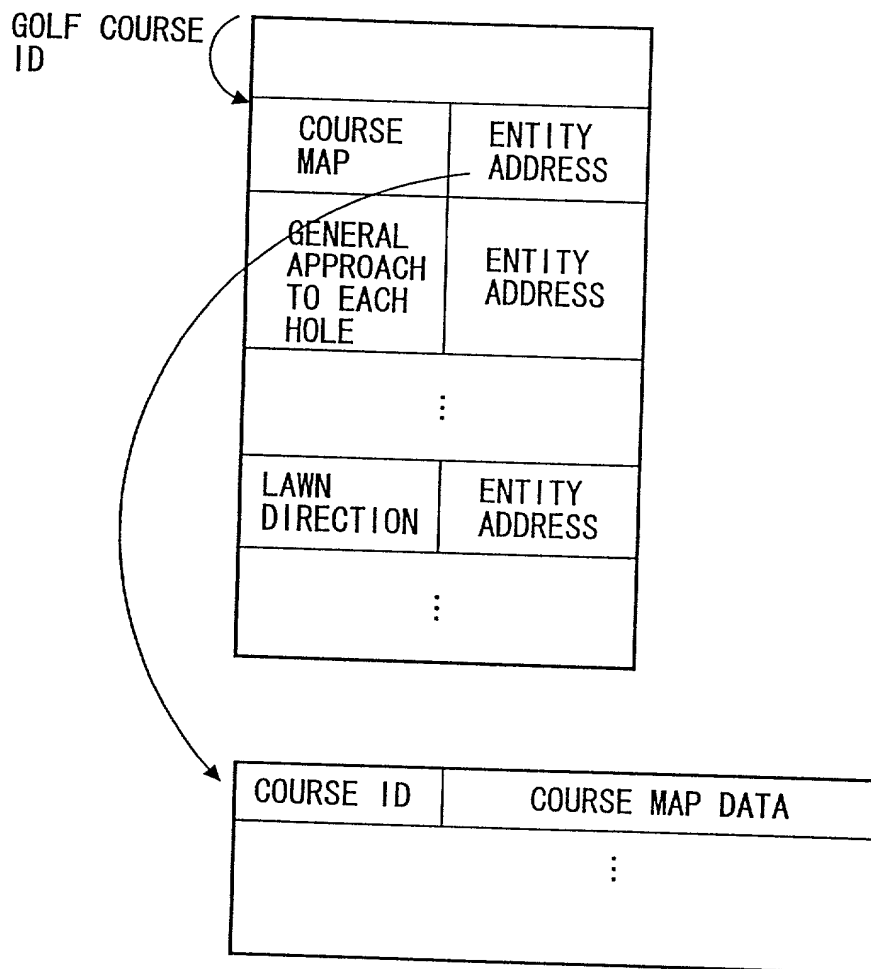 GOLF COURSE
ID
COURSE
MAP
ENTITY
ADDRESS
GENERAL
APPROACH
TO EACH
HOLE
ENTITY
ADDRESS
⋮
LAWN
DIRECTION
ENTITY
ADDRESS
⋮
COURSE ID
COURSE MAP DATA
⋮